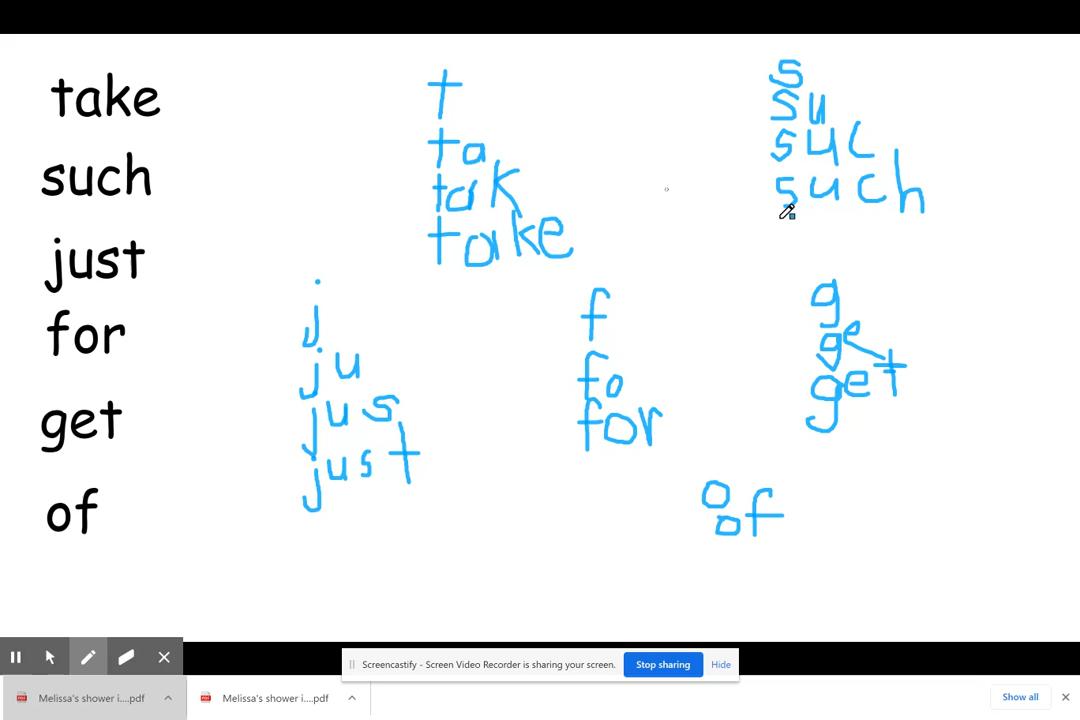 take
such
just
for
get
of
t
ta
tak
take
s
su
suc
such
j
ju
jus
just
f
fo
for
g
ge
get
o
of
Screencastify - Screen Video Recorder is sharing your screen.
Stop sharing
Hide
Melissa's shower i....pdf
Melissa's shower i....pdf
Show all